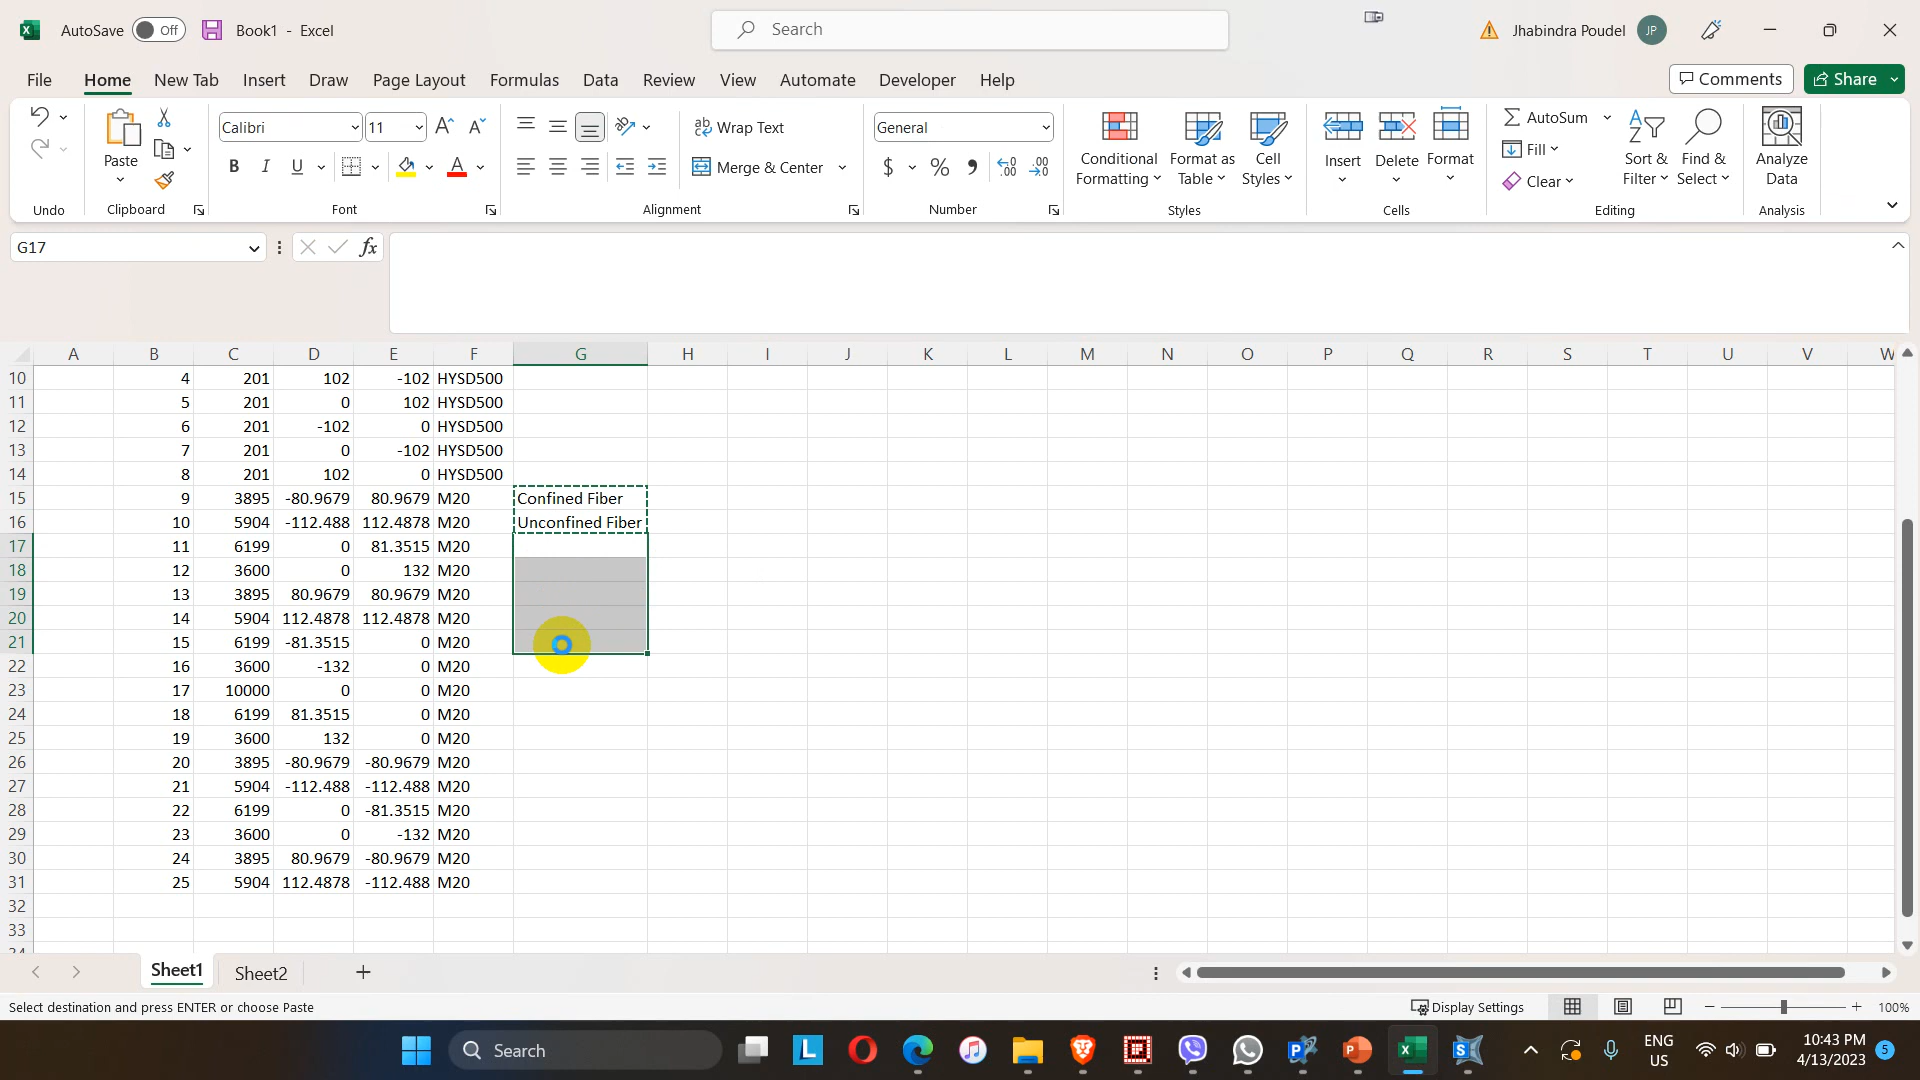 AutoSave Off Book1 - Excel Search Jhabindra Poudel JP
File Home New Tab Insert Draw Page Layout Formulas Data Review View Automate Developer Help Comments Share
Paste
Undo Clipboard
Calibri 11
B I U A
Font
Wrap Text
Merge & Center
Alignment
General
$ %
Number
Conditional Formatting Format as Table Cell Styles
Styles
Insert Delete Format
Cells
AutoSum
Fill
Clear
Sort & Filter Find & Select
Editing
Analyze Data
Analysis
G17 fx
A B C D E F G H I J K L M N O P Q R S T U V W
10 4 201 102 -102 HYSD500
11 5 201 0 102 HYSD500
12 6 201 -102 0 HYSD500
13 7 201 0 -102 HYSD500
14 8 201 102 0 HYSD500
15 9 3895 -80.9679 80.9679 M20 Confined Fiber
16 10 5904 -112.488 112.4878 M20 Unconfined Fiber
17 11 6199 0 81.3515 M20
18 12 3600 0 132 M20
19 13 3895 80.9679 80.9679 M20
20 14 5904 112.4878 112.4878 M20
21 15 6199 -81.3515 0 M20
22 16 3600 -132 0 M20
23 17 10000 0 0 M20
24 18 6199 81.3515 0 M20
25 19 3600 132 0 M20
26 20 3895 -80.9679 -80.9679 M20
27 21 5904 -112.488 -112.488 M20
28 22 6199 0 -81.3515 M20
29 23 3600 0 -132 M20
30 24 3895 80.9679 -80.9679 M20
31 25 5904 112.4878 -112.488 M20
32
33
34
Sheet1 Sheet2
Select destination and press ENTER or choose Paste Display Settings 100%
Search ENG US 10:43 PM 4/13/2023 5